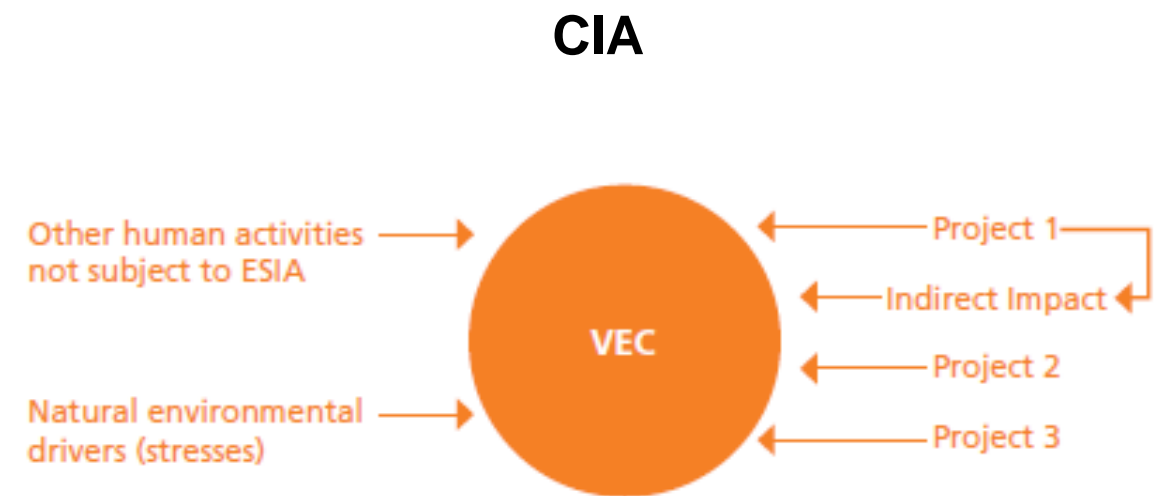 CIA
Other human activities
not subject to ESIA
Natural environmental
drivers (stresses)
VEC
Project 1
Indirect Impact
Project 2
Project 3